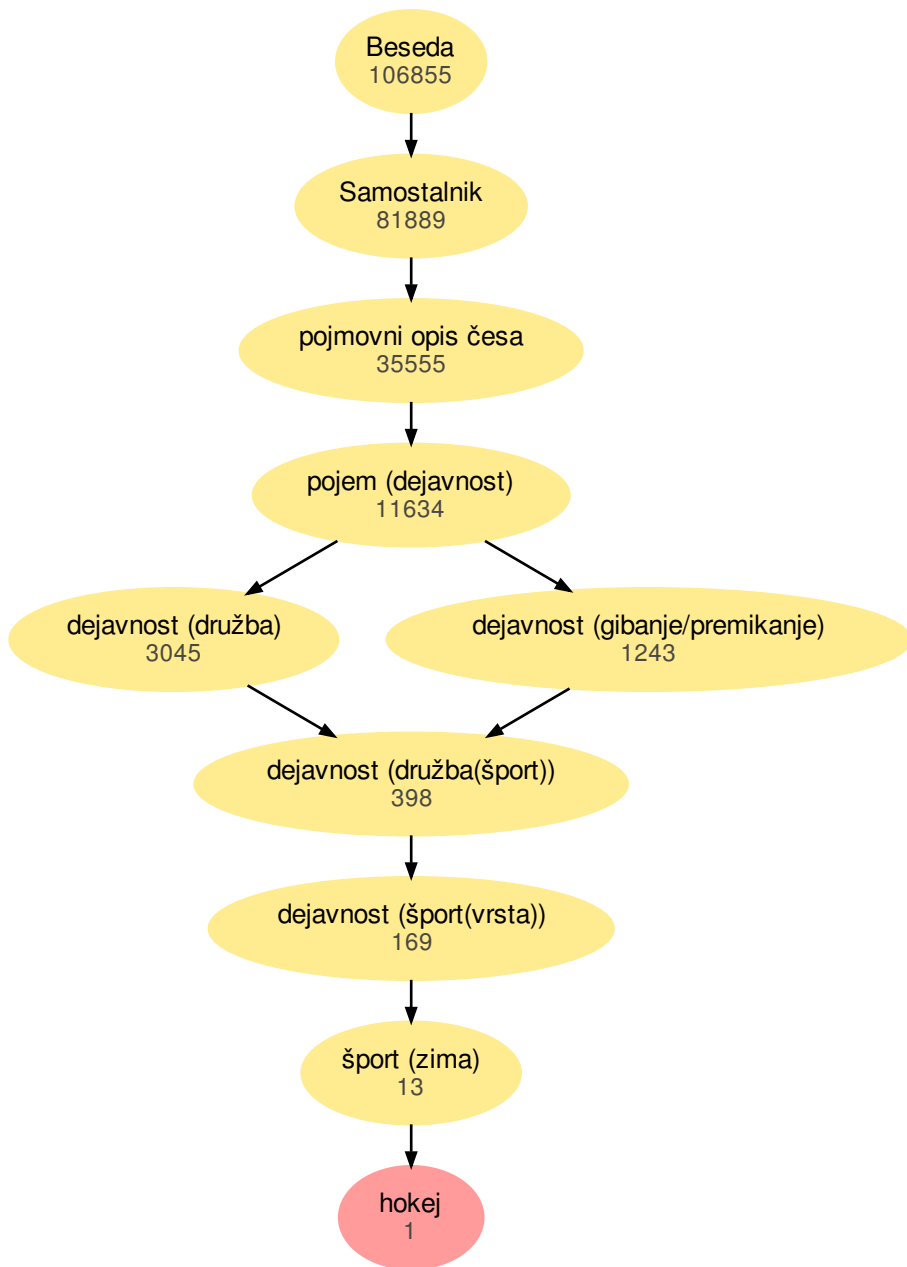 Beseda
106855
Samostalnik
81889
pojmovni opis česa
35555
pojem (dejavnost)
11634
dejavnost (družba)
3045
dejavnost (gibanje/premikanje)
1243
dejavnost (družba(šport))
398
dejavnost (šport(vrsta))
169
šport (zima)
13
hokej
1